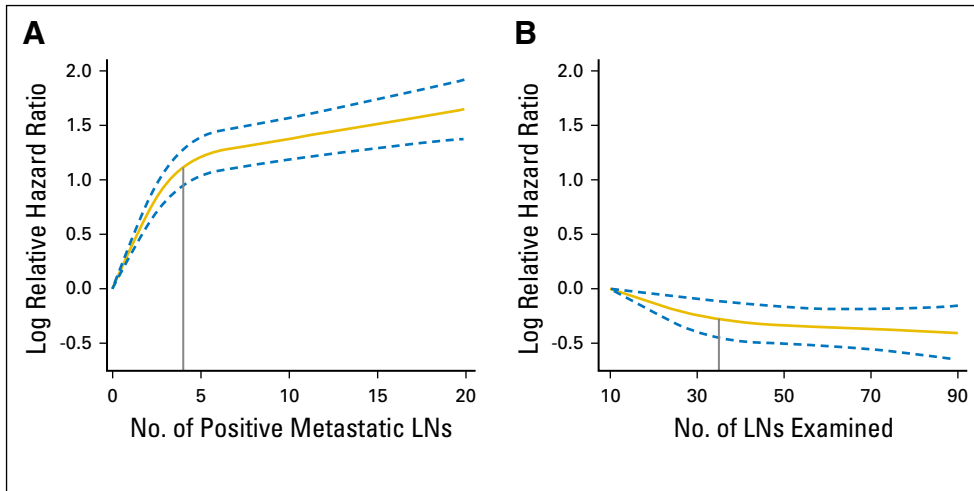 A
Log Relative Hazard Ratio
2.0
1.5
1.0
0.5
0.0
-0.5
0 5 10 15 20
No. of Positive Metastatic LNs
B
Log Relative Hazard Ratio
2.0
1.5
1.0
0.5
0.0
-0.5
10 30 50 70 90
No. of LNs Examined